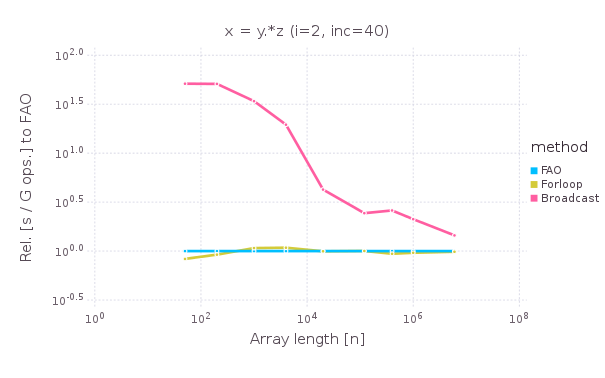 x = y.*z (i=2, inc=40)
10^2.0
10^1.5
10^1.0
10^0.5
10^0.0
10^-0.5
Rel. [s / G ops.] to FAO
10^0
10^2
10^4
10^6
10^8
Array length [n]
method
FAO
Forloop
Broadcast